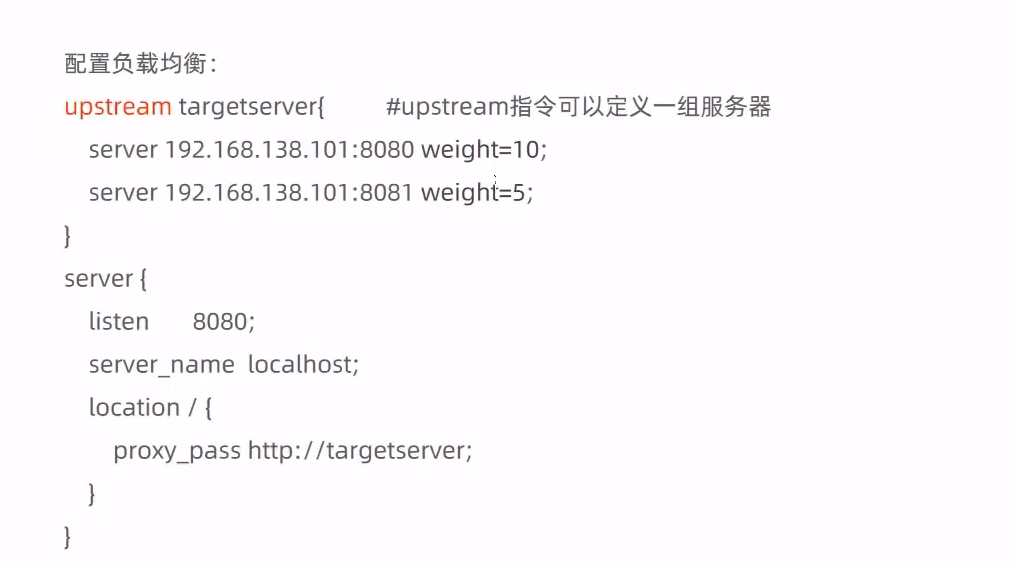 配置负载均衡：
upstream targetserver{ #upstream指令可以定义一组服务器
server 192.168.138.101:8080 weight=10;
server 192.168.138.101:8081 weight=5;
}
server {
listen 8080;
server_name localhost;
location / {
proxy_pass http://targetserver;
}
}